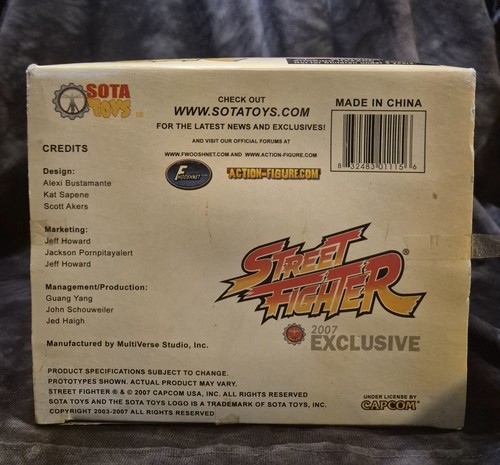 SOTA
TOYS
CHECK OUT
WWW.SOTATOYS.COM
FOR THE LATEST NEWS AND EXCLUSIVES!
AND VISIT OUR OFFICIAL FORUMS AT
WWW.FWOOSHNET.COM AND WWW.ACTION-FIGURE.COM
FWOOSHNET
ACTION-FIGURE.COM
MADE IN CHINA
8 32483 01115 6
CREDITS
Design:
Alexi Bustamante
Kat Sapene
Scott Akers
Marketing:
Jeff Howard
Jackson Pornpitayalert
Jeff Howard
Management/Production:
Guang Yang
John Schouweiler
Jed Haigh
Manufactured by MultiVerse Studio, Inc.
STREET
FIGHTER®
2007
EXCLUSIVE
PRODUCT SPECIFICATIONS SUBJECT TO CHANGE.
PROTOTYPES SHOWN. ACTUAL PRODUCT MAY VARY.
STREET FIGHTER ® & © 2007 CAPCOM USA, INC. ALL RIGHTS RESERVED
SOTA TOYS AND THE SOTA TOYS LOGO IS A TRADEMARK OF SOTA TOYS, INC.
COPYRIGHT 2003-2007 ALL RIGHTS RESERVED
UNDER LICENSE BY
CAPCOM®